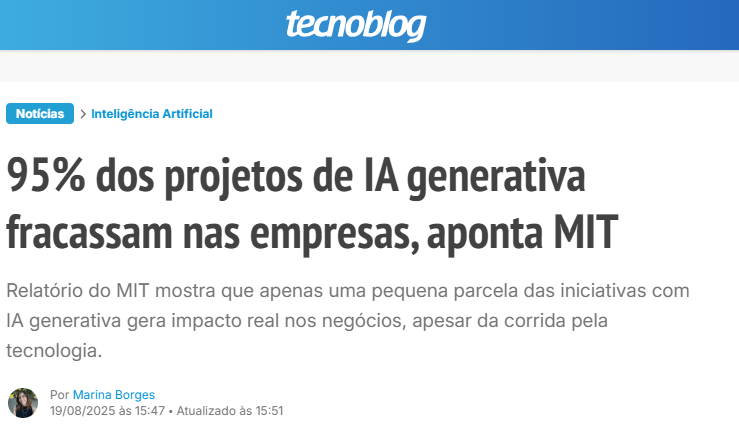 tecnoblog
Notícias > Inteligência Artificial
95% dos projetos de IA generativa
fracassam nas empresas, aponta MIT
Relatório do MIT mostra que apenas uma pequena parcela das iniciativas com
IA generativa gera impacto real nos negócios, apesar da corrida pela
tecnologia.
Por Marina Borges
19/08/2025 às 15:47 • Atualizado às 15:51